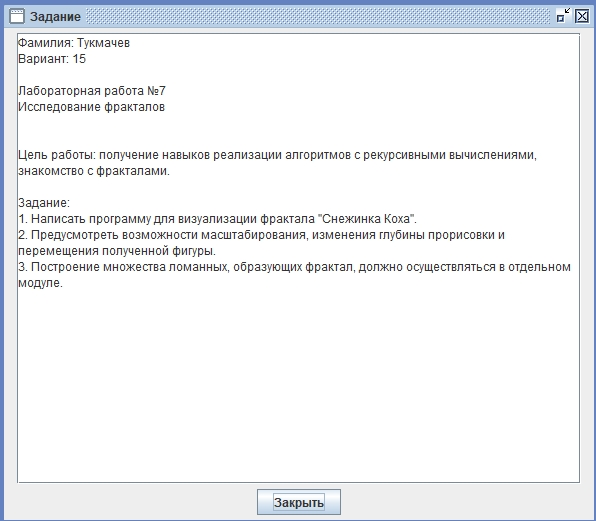 Задание
Фамилия: Тукмачев
Вариант: 15
Лабораторная работа №7
Исследование фракталов
Цель работы: получение навыков реализации алгоритмов с рекурсивными вычислениями,
знакомство с фракталами.
Задание:
1. Написать программу для визуализации фрактала "Снежинка Коха".
2. Предусмотреть возможности масштабирования, изменения глубины прорисовки и
перемещения полученной фигуры.
3. Построение множества ломанных, образующих фрактал, должно осуществляться в отдельном
модуле.
Закрыть